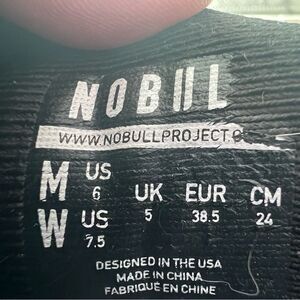 NOBULL
WWW.NOBULLPROJECT.C
M US 6
W US 7.5
UK 5
EUR 38.5
CM 24
DESIGNED IN THE USA
MADE IN CHINA
FABRIQUÉ EN CHINE